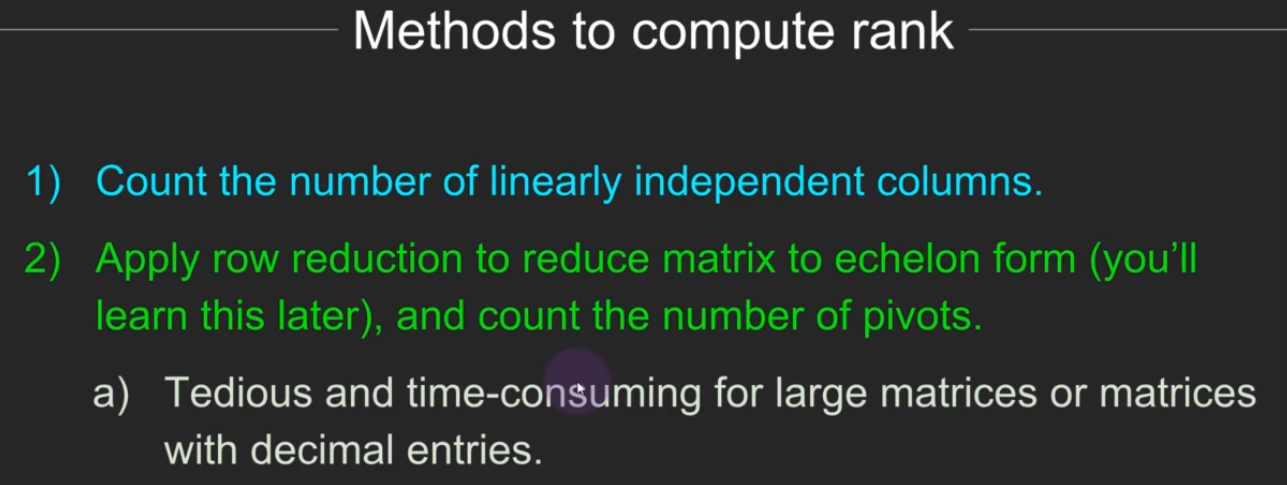 Methods to compute rank
1) Count the number of linearly independent columns.
2) Apply row reduction to reduce matrix to echelon form (you’ll
learn this later), and count the number of pivots.
a) Tedious and time-consuming for large matrices or matrices
with decimal entries.